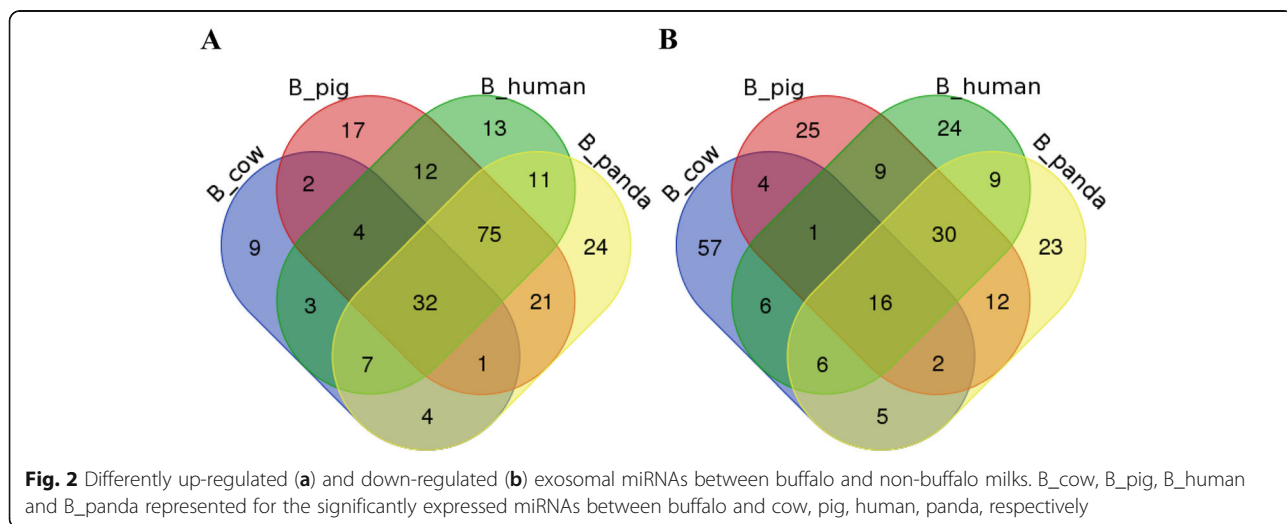 A
B_pig
B_human
B_cow
B_panda
17
13
2
12
11
9
4
75
24
3
32
21
7
1
4
B
B_pig
B_human
B_cow
B_panda
25
24
4
9
9
57
1
30
23
6
16
12
6
2
5
Fig. 2 Differently up-regulated (a) and down-regulated (b) exosomal miRNAs between buffalo and non-buffalo milks. B_cow, B_pig, B_human
and B_panda represented for the significantly expressed miRNAs between buffalo and cow, pig, human, panda, respectively